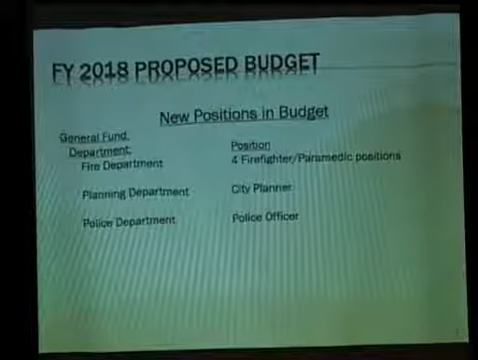 FY 2018 PROPOSED BUDGET
New Positions in Budget
General Fund
Department Position
Fire Department 4 Firefighter/Paramedic positions
Planning Department City Planner
Police Department Police Officer